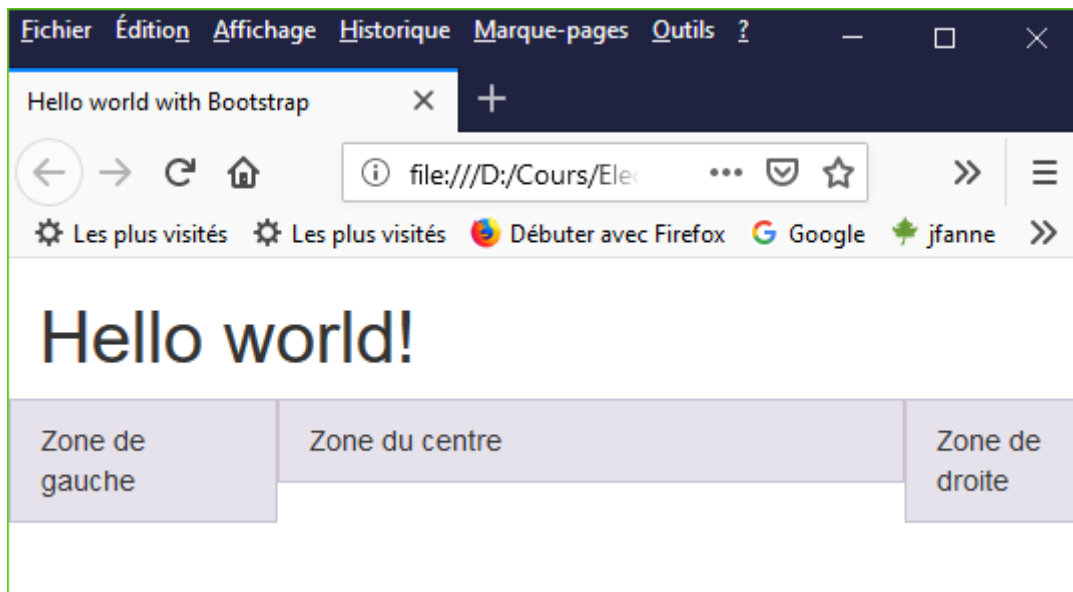 Fichier Édition Affichage Historique Marque-pages Outils ?
Hello world with Bootstrap
file:///D:/Cours/Elec
Les plus visités Les plus visités Débuter avec Firefox G Google jfanne
Hello world!
Zone de gauche
Zone du centre
Zone de droite